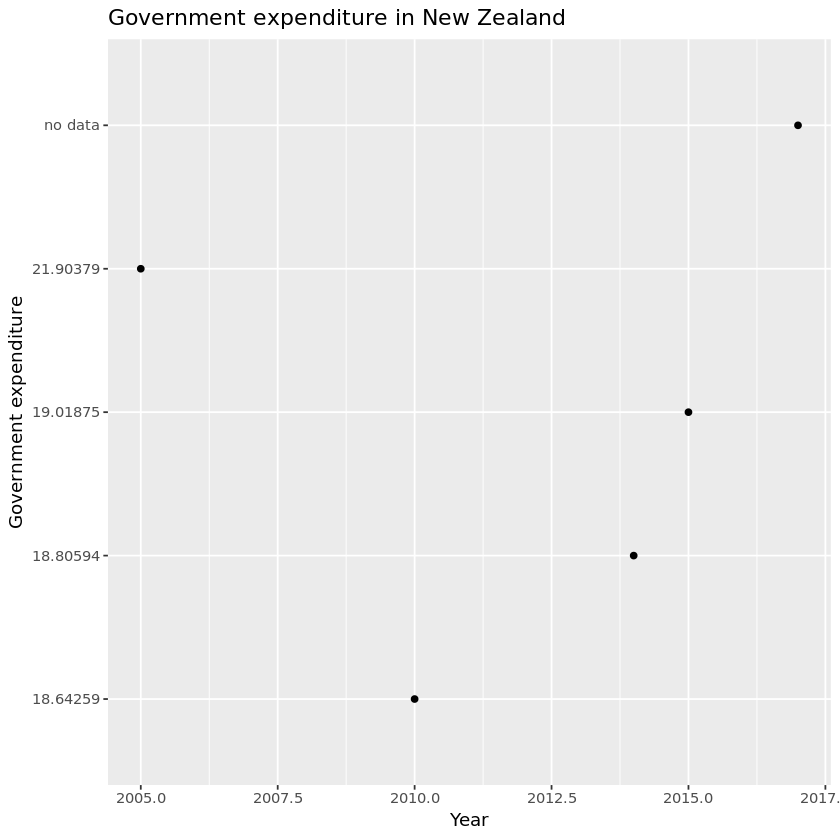 Government expenditure in New Zealand
Government expenditure
no data
21.90379
19.01875
18.80594
18.64259
2005.0 2007.5 2010.0 2012.5 2015.0 2017.
Year